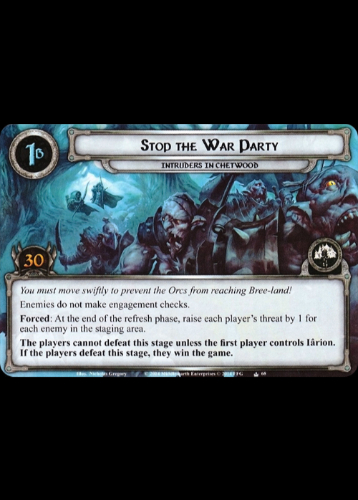 1B
STOP THE WAR PARTY
INTRUDERS IN CHETWOOD
30
You must move swiftly to prevent the Orcs from reaching Bree-land!
Enemies do not make engagement checks.
Forced: At the end of the refresh phase, raise each player's threat by 1 for
each enemy in the staging area.
The players cannot defeat this stage unless the first player controls Iârion.
If the players defeat this stage, they win the game.
Illus. Nicholas Gregory